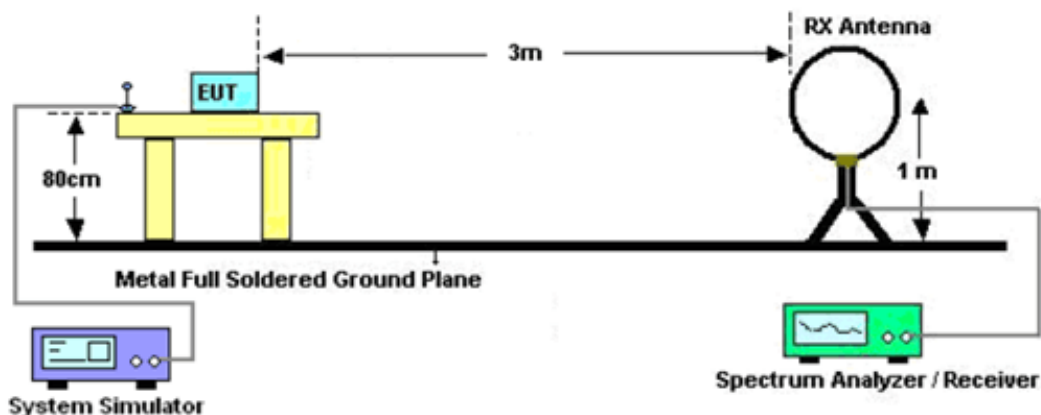 RX Antenna
3m
EUT
80cm
1 m
Metal Full Soldered Ground Plane
System Simulator
Spectrum Analyzer / Receiver